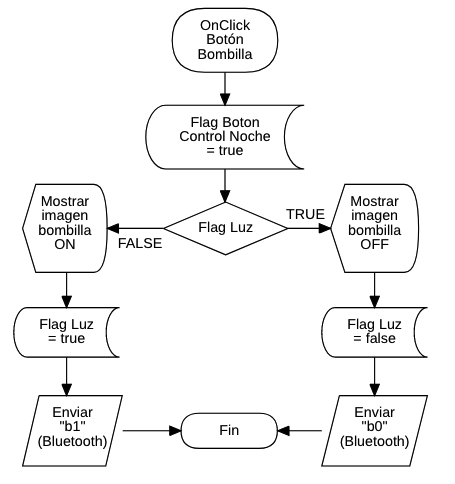 OnClick
Botón
Bombilla
Flag Boton
Control Noche
= true
Flag Luz
FALSE
TRUE
Mostrar
imagen
bombilla
ON
Mostrar
imagen
bombilla
OFF
Flag Luz
= true
Flag Luz
= false
Enviar
"b1"
(Bluetooth)
Fin
Enviar
"b0"
(Bluetooth)